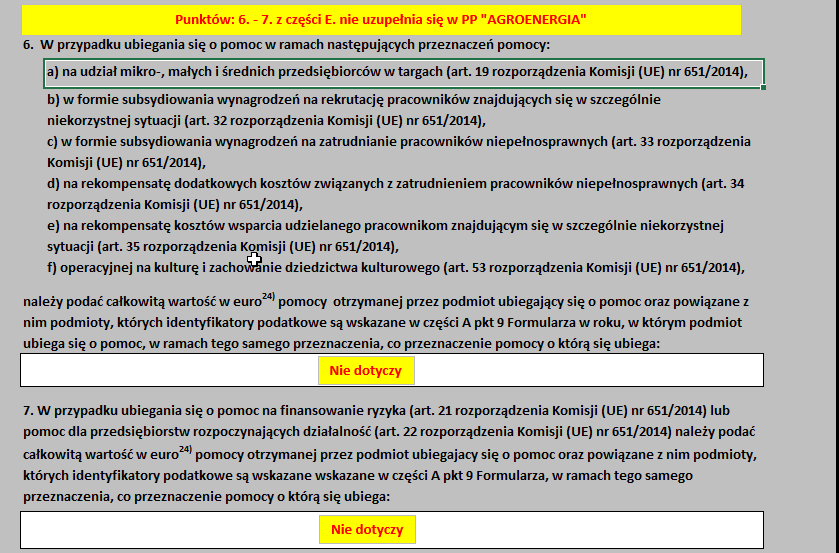 Punktów: 6. - 7. z części E. nie uzupełnia się w PP "AGROENERGIA"
6. W przypadku ubiegania się o pomoc w ramach następujących przeznaczeń pomocy:
a) na udział mikro-, małych i średnich przedsiębiorców w targach (art. 19 rozporządzenia Komisji (UE) nr 651/2014),
b) w formie subsydiowania wynagrodzeń na rekrutację pracowników znajdujących się w szczególnie
niekorzystnej sytuacji (art. 32 rozporządzenia Komisji (UE) nr 651/2014),
c) w formie subsydiowania wynagrodzeń na zatrudnianie pracowników niepełnosprawnych (art. 33 rozporządzenia
Komisji (UE) nr 651/2014),
d) na rekompensatę dodatkowych kosztów związanych z zatrudnieniem pracowników niepełnosprawnych (art. 34
rozporządzenia Komisji (UE) nr 651/2014),
e) na rekompensatę kosztów wsparcia udzielanego pracownikom znajdującym się w szczególnie niekorzystnej
sytuacji (art. 35 rozporządzenia Komisji (UE) nr 651/2014),
f) operacyjnej na kulturę i zachowanie dziedzictwa kulturowego (art. 53 rozporządzenia Komisji (UE) nr 651/2014),
należy podać całkowitą wartość w euro24) pomocy otrzymanej przez podmiot ubiegający się o pomoc oraz powiązane z
nim podmioty, których identyfikatory podatkowe są wskazane w części A pkt 9 Formularza w roku, w którym podmiot
ubiega się o pomoc, w ramach tego samego przeznaczenia, co przeznaczenie pomocy o którą się ubiega:
Nie dotyczy
7. W przypadku ubiegania się o pomoc na finansowanie ryzyka (art. 21 rozporządzenia Komisji (UE) nr 651/2014) lub
pomoc dla przedsiębiorstw rozpoczynających działalność (art. 22 rozporządzenia Komisji (UE) nr 651/2014) należy podać
całkowitą wartość w euro24) pomocy otrzymanej przez podmiot ubiegajacy się o pomoc oraz powiązane z nim podmioty,
których identyfikatory podatkowe są wskazane wskazane w części A pkt 9 Formularza, w ramach tego samego
przeznaczenia, co przeznaczenie pomocy o którą się ubiega:
Nie dotyczy